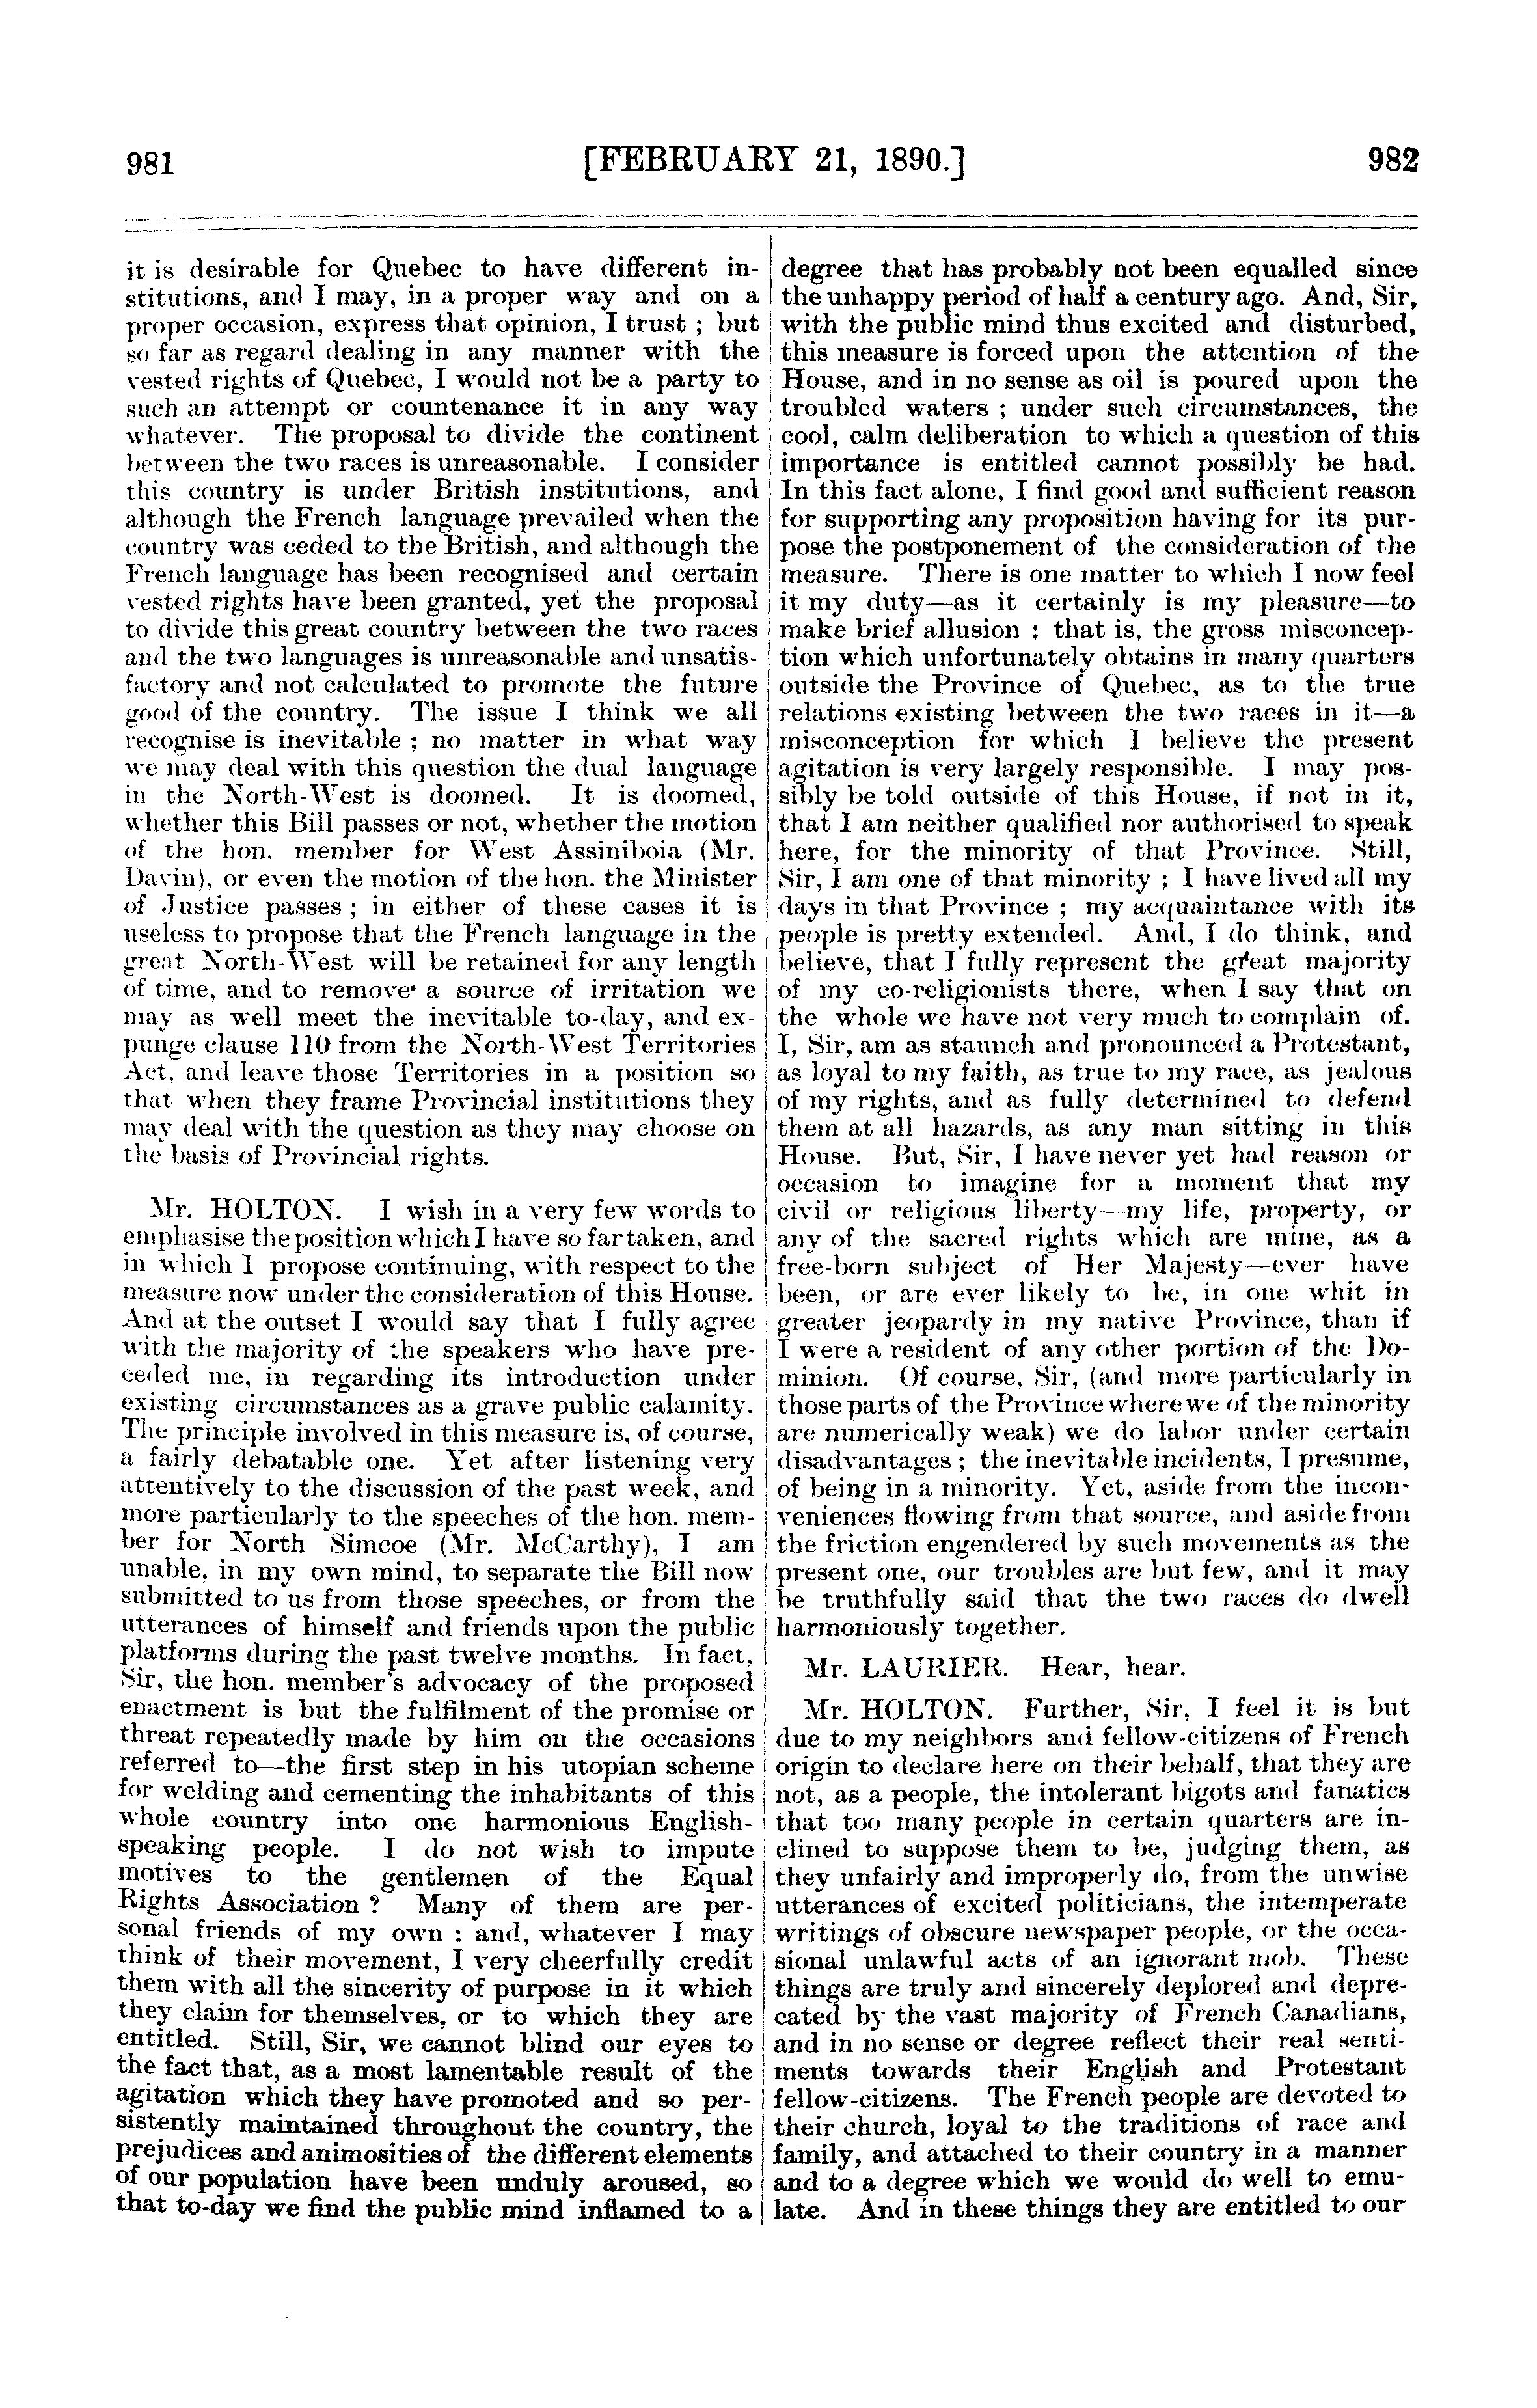 981
[FEBRUARY 21, 1890.]
982
it is desirable for Quebec to have different in-
stitutions, and I may, in a proper way and on a
proper occasion, express that opinion, I trust ; but
so far as regard dealing in any manner with the
vested rights of Quebec, I would not be a party to
such an attempt or countenance it in any way
whatever. The proposal to divide the continent
between the two races is unreasonable. I consider
this country is under British institutions, and
although the French language prevailed when the
country was ceded to the British, and although the
French language has been recognised and certain
vested rights have been granted, yet the proposal
to divide this great country between the two races
and the two languages is unreasonable and unsatis-
factory and not calculated to promote the future
good of the country. The issue I think we all
recognise is inevitable ; no matter in what way
we may deal with this question the dual language
in the North-West is doomed. It is doomed,
whether this Bill passes or not, whether the motion
of the hon. member for West Assiniboia (Mr.
Davin), or even the motion of the hon. the Minister
of Justice passes ; in either of these cases it is
useless to propose that the French language in the
great North-West will be retained for any length
of time, and to remove a source of irritation we
may as well meet the inevitable to-day, and ex-
punge clause 110 from the North-West Territories
Act, and leave those Territories in a position so
that when they frame Provincial institutions they
may deal with the question as they may choose on
the basis of Provincial rights.
Mr. HOLTON. I wish in a very few words to
emphasise the position which I have so far taken, and
in which I propose continuing, with respect to the
measure now under the consideration of this House.
And at the outset I would say that I fully agree
with the majority of the speakers who have pre-
ceded me, in regarding its introduction under
existing circumstances as a grave public calamity.
The principle involved in this measure is, of course,
a fairly debatable one. Yet after listening very
attentively to the discussion of the past week, and
more particularly to the speeches of the hon. mem-
ber for North Simcoe (Mr. McCarthy), I am
unable, in my own mind, to separate the Bill now
submitted to us from those speeches, or from the
utterances of himself and friends upon the public
platforms during the past twelve months. In fact,
Sir, the hon. member's advocacy of the proposed
enactment is but the fulfilment of the promise or
threat repeatedly made by him on the occasions
referred to—the first step in his utopian scheme
for welding and cementing the inhabitants of this
whole country into one harmonious English-
speaking people. I do not wish to impute
motives to the gentlemen of the Equal
Rights Association ? Many of them are per-
sonal friends of my own : and, whatever I may
think of their movement, I very cheerfully credit
them with all the sincerity of purpose in it which
they claim for themselves, or to which they are
entitled. Still, Sir, we cannot blind our eyes to
the fact that, as a most lamentable result of the
agitation which they have promoted and so per-
sistently maintained throughout the country, the
prejudices and animosities of the different elements
of our population have been unduly aroused, so
that to-day we find the public mind inflamed to a
degree that has probably not been equalled since
the unhappy period of half a century ago. And, Sir,
with the public mind thus excited and disturbed,
this measure is forced upon the attention of the
House, and in no sense as oil is poured upon the
troubled waters ; under such circumstances, the
cool, calm deliberation to which a question of this
importance is entitled cannot possibly be had.
In this fact alone, I find good and sufficient reason
for supporting any proposition having for its pur-
pose the postponement of the consideration of the
measure. There is one matter to which I now feel
it my duty—as it certainly is my pleasure—to
make brief allusion ; that is, the gross misconcep-
tion which unfortunately obtains in many quarters
outside the Province of Quebec, as to the true
relations existing between the two races in it—a
misconception for which I believe the present
agitation is very largely responsible. I may pos-
sibly be told outside of this House, if not in it,
that I am neither qualified nor authorised to speak
here, for the minority of that Province. Still,
Sir, I am one of that minority ; I have lived all my
days in that Province ; my acquaintance with its
people is pretty extended. And, I do think, and
believe, that I fully represent the great majority
of my co-religionists there, when I say that on
the whole we have not very much to complain of.
I, Sir, am as staunch and pronounced a Protestant,
as loyal to my faith, as true to my race, as jealous
of my rights, and as fully determined to defend
them at all hazards, as any man sitting in this
House. But, Sir, I have never yet had reason or
occasion to imagine for a moment that my
civil or religious liberty—my life, property, or
any of the sacred rights which are mine, as a
free-born subject of Her Majesty—ever have
been, or are ever likely to be, in one whit in
greater jeopardy in my native Province, than if
I were a resident of any other portion of the Do-
minion. Of course, Sir, (and more particularly in
those parts of the Province where we of the minority
are numerically weak) we do labor under certain
disadvantages ; the inevitable incidents, I presume,
of being in a minority. Yet, aside from the incon-
veniences flowing from that source, and aside from
the friction engendered by such movements as the
present one, our troubles are but few, and it may
be truthfully said that the two races do dwell
harmoniously together.
Mr. LAURIER. Hear, hear.
Mr. HOLTON. Further, Sir, I feel it is but
due to my neighbors and fellow-citizens of French
origin to declare here on their behalf, that they are
not, as a people, the intolerant bigots and fanatics
that too many people in certain quarters are in-
clined to suppose them to be, judging them, as
they unfairly and improperly do, from the unwise
utterances of excited politicians, the intemperate
writings of obscure newspaper people, or the occa-
sional unlawful acts of an ignorant mob. These
things are truly and sincerely deplored and depre-
cated by the vast majority of French Canadians,
and in no sense or degree reflect their real senti-
ments towards their English and Protestant
fellow-citizens. The French people are devoted to
their church, loyal to the traditions of race and
family, and attached to their country in a manner
and to a degree which we would do well to emu-
late. And in these things they are entitled to our